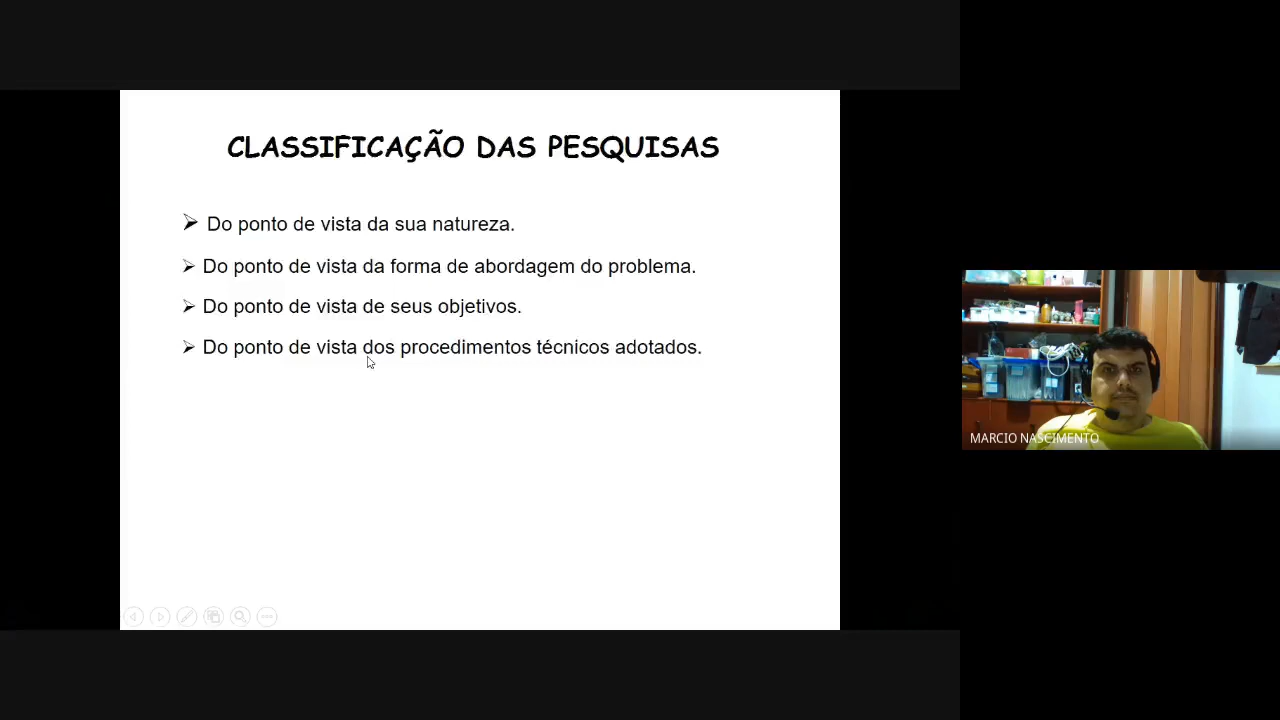 CLASSIFICAÇÃO DAS PESQUISAS
Do ponto de vista da sua natureza.
Do ponto de vista da forma de abordagem do problema.
Do ponto de vista de seus objetivos.
Do ponto de vista dos procedimentos técnicos adotados.
MARCIO NASCIMENTO